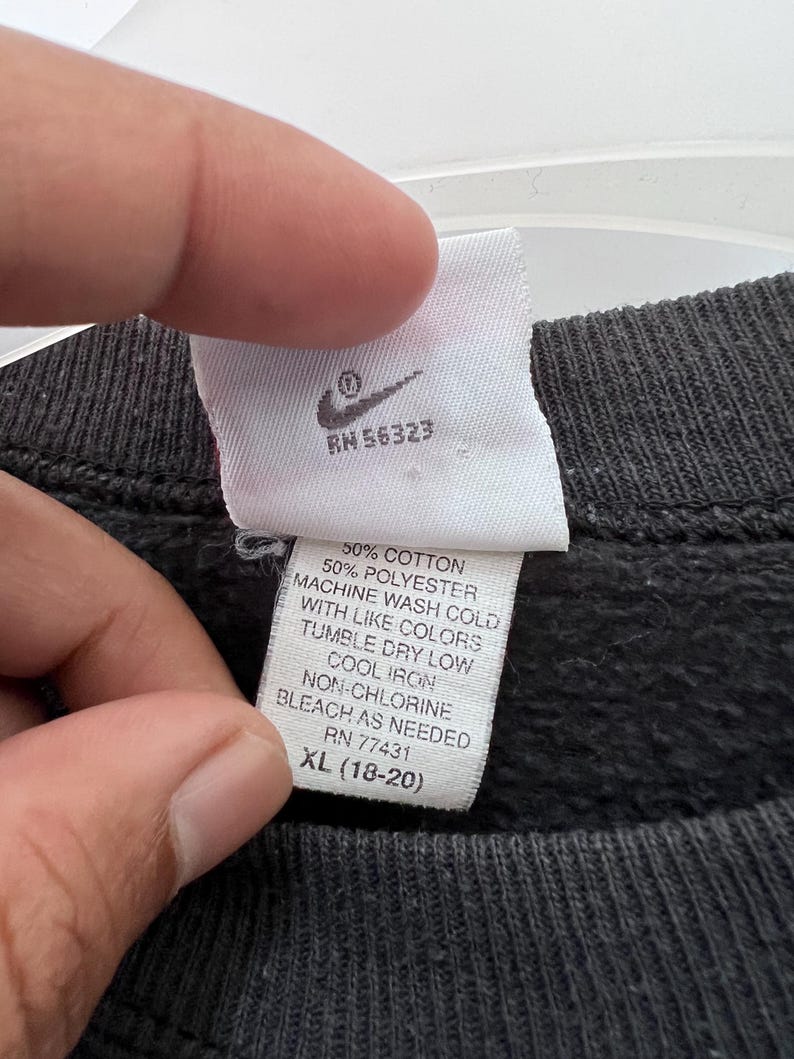 RN 56323
50% COTTON
50% POLYESTER
MACHINE WASH COLD
WITH LIKE COLORS
TUMBLE DRY LOW
COOL IRON
NON-CHLORINE
BLEACH AS NEEDED
RN 77431
XL (18-20)